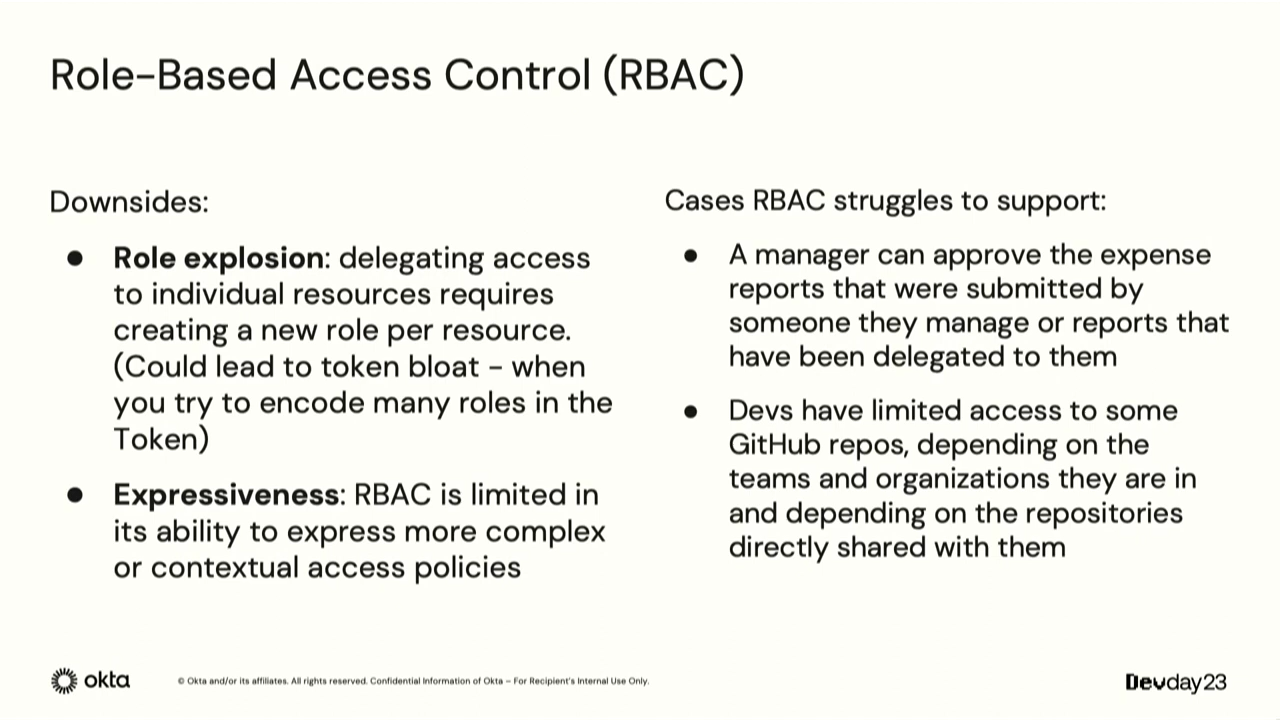 Role-Based Access Control (RBAC)
Downsides:
● Role explosion: delegating access
to individual resources requires
creating a new role per resource.
(Could lead to token bloat - when
you try to encode many roles in the
Token)
● Expressiveness: RBAC is limited in
its ability to express more complex
or contextual access policies
Cases RBAC struggles to support:
● A manager can approve the expense
reports that were submitted by
someone they manage or reports that
have been delegated to them
● Devs have limited access to some
GitHub repos, depending on the
teams and organizations they are in
and depending on the repositories
directly shared with them
okta
© Okta and/or its affiliates. All rights reserved. Confidential Information of Okta – For Recipient's Internal Use Only.
Devday23